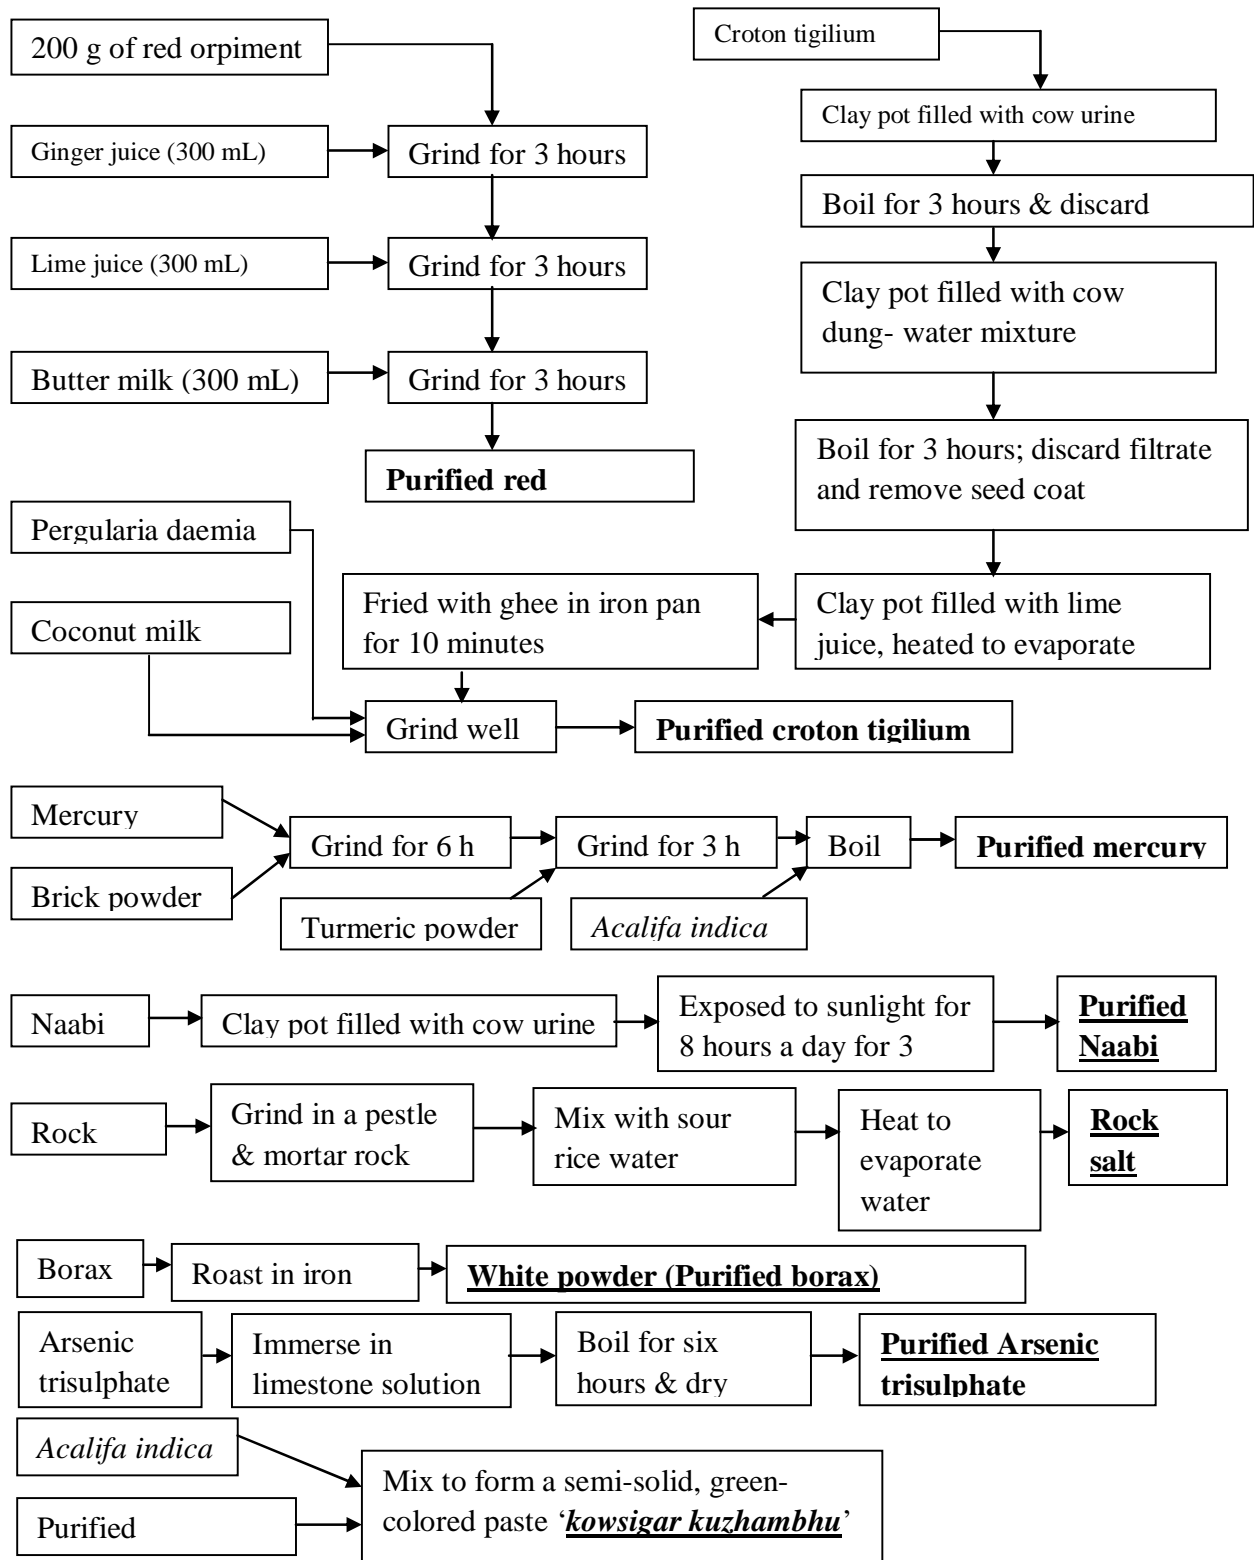 200 g of red orpiment
Ginger juice (300 mL)
Grind for 3 hours
Lime juice (300 mL)
Grind for 3 hours
Butter milk (300 mL)
Grind for 3 hours
Purified red
Croton tigilium
Clay pot filled with cow urine
Boil for 3 hours & discard
Clay pot filled with cow
dung- water mixture
Boil for 3 hours; discard filtrate
and remove seed coat
Clay pot filled with lime
juice, heated to evaporate
Fried with ghee in iron pan
for 10 minutes
Pergularia daemia
Coconut milk
Grind well
Purified croton tigilium
Mercury
Brick powder
Grind for 6 h
Turmeric powder
Grind for 3 h
Acalifa indica
Boil
Purified mercury
Naabi
Clay pot filled with cow urine
Exposed to sunlight for
8 hours a day for 3
Purified
Naabi
Rock
Grind in a pestle
& mortar rock
Mix with sour
rice water
Heat to
evaporate
water
Rock
salt
Borax
Roast in iron
White powder (Purified borax)
Arsenic
trisulphate
Immerse in
limestone solution
Boil for six
hours & dry
Purified Arsenic
trisulphate
Acalifa indica
Purified
Mix to form a semi-solid, green-
colored paste ‘kowsigar kuzhambhu’